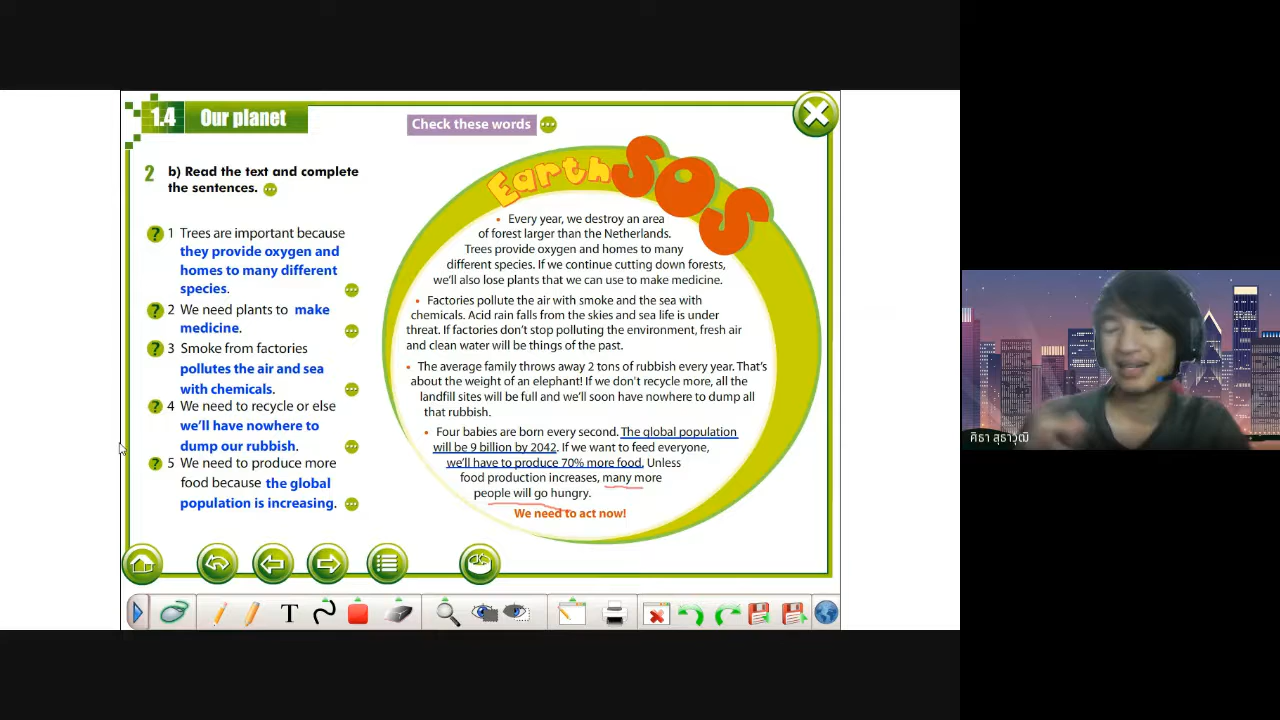 1.4 Our planet
Check these words
2 b) Read the text and complete
the sentences.
? 1 Trees are important because
they provide oxygen and
homes to many different
species.
? 2 We need plants to make
medicine.
? 3 Smoke from factories
pollutes the air and sea
with chemicals.
? 4 We need to recycle or else
we'll have nowhere to
dump our rubbish.
? 5 We need to produce more
food because the global
population is increasing.
Earth SOS
• Every year, we destroy an area
of forest larger than the Netherlands.
Trees provide oxygen and homes to many
different species. If we continue cutting down forests,
we'll also lose plants that we can use to make medicine.
• Factories pollute the air with smoke and the sea with
chemicals. Acid rain falls from the skies and sea life is under
threat. If factories don't stop polluting the environment, fresh air
and clean water will be things of the past.
• The average family throws away 2 tons of rubbish every year. That's
about the weight of an elephant! If we don't recycle more, all the
landfill sites will be full and we'll soon have nowhere to dump all
that rubbish.
• Four babies are born every second. The global population
will be 9 billion by 2042. If we want to feed everyone,
we'll have to produce 70% more food. Unless
food production increases, many more
people will go hungry.
We need to act now!
T
ศิธา สุธาวุฒิ